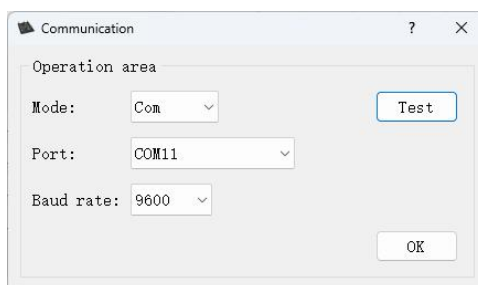 Communication
Operation area
Mode: Com Test
Port: COM11
Baud rate: 9600
OK